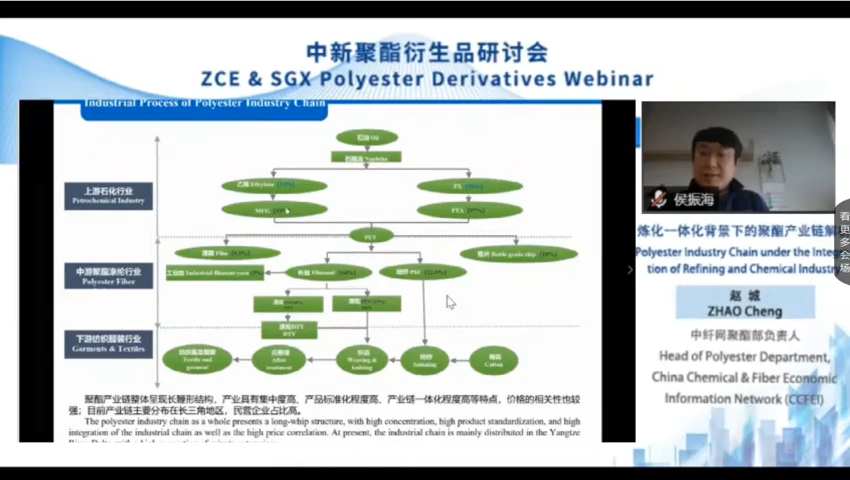 中新聚酯衍生品研讨会
ZCE & SGX Polyester Derivatives Webinar
Industrial Process of Polyester Industry Chain
石油 Oil
石脑油 Naphtha
乙烯 Ethylene
PX
上游石化行业
Petrochemical Industry
MEG
PTA
PET
薄膜 Film
瓶片 Bottle grade chip
中游聚酯涤纶行业
Polyester Fiber
工业丝 Industrial filament yarn
长丝 Filament
短纤 PSF
涤纶DTY
DTY
下游纺织服装行业
Garments & Textiles
纺织品及服装
Textile and garment
后整理
After treatment
织造
Weaving & knitting
纺纱
Spinning
棉花
Cotton
聚酯产业链整体呈现长鞭形结构，产业具有集中度高、产品标准化程度高、产业链一体化程度高等特点，价格的相关性也较
强；目前产业链主要分布在长三角地区，民营企业占比高。
The polyester industry chain as a whole presents a long-whip structure, with high concentration, high product standardization, and high
integration of the industrial chain as well as the high price correlation. At present, the industrial chain is mainly distributed in the Yangtze
侯振海
炼化一体化背景下的聚酯产业链解
Polyester Industry Chain under the Integ
tion of Refining and Chemical Industry
赵 城
ZHAO Cheng
中纤网聚酯部负责人
Head of Polyester Department,
China Chemical & Fiber Economic
Information Network (CCFEI)
看更多会场